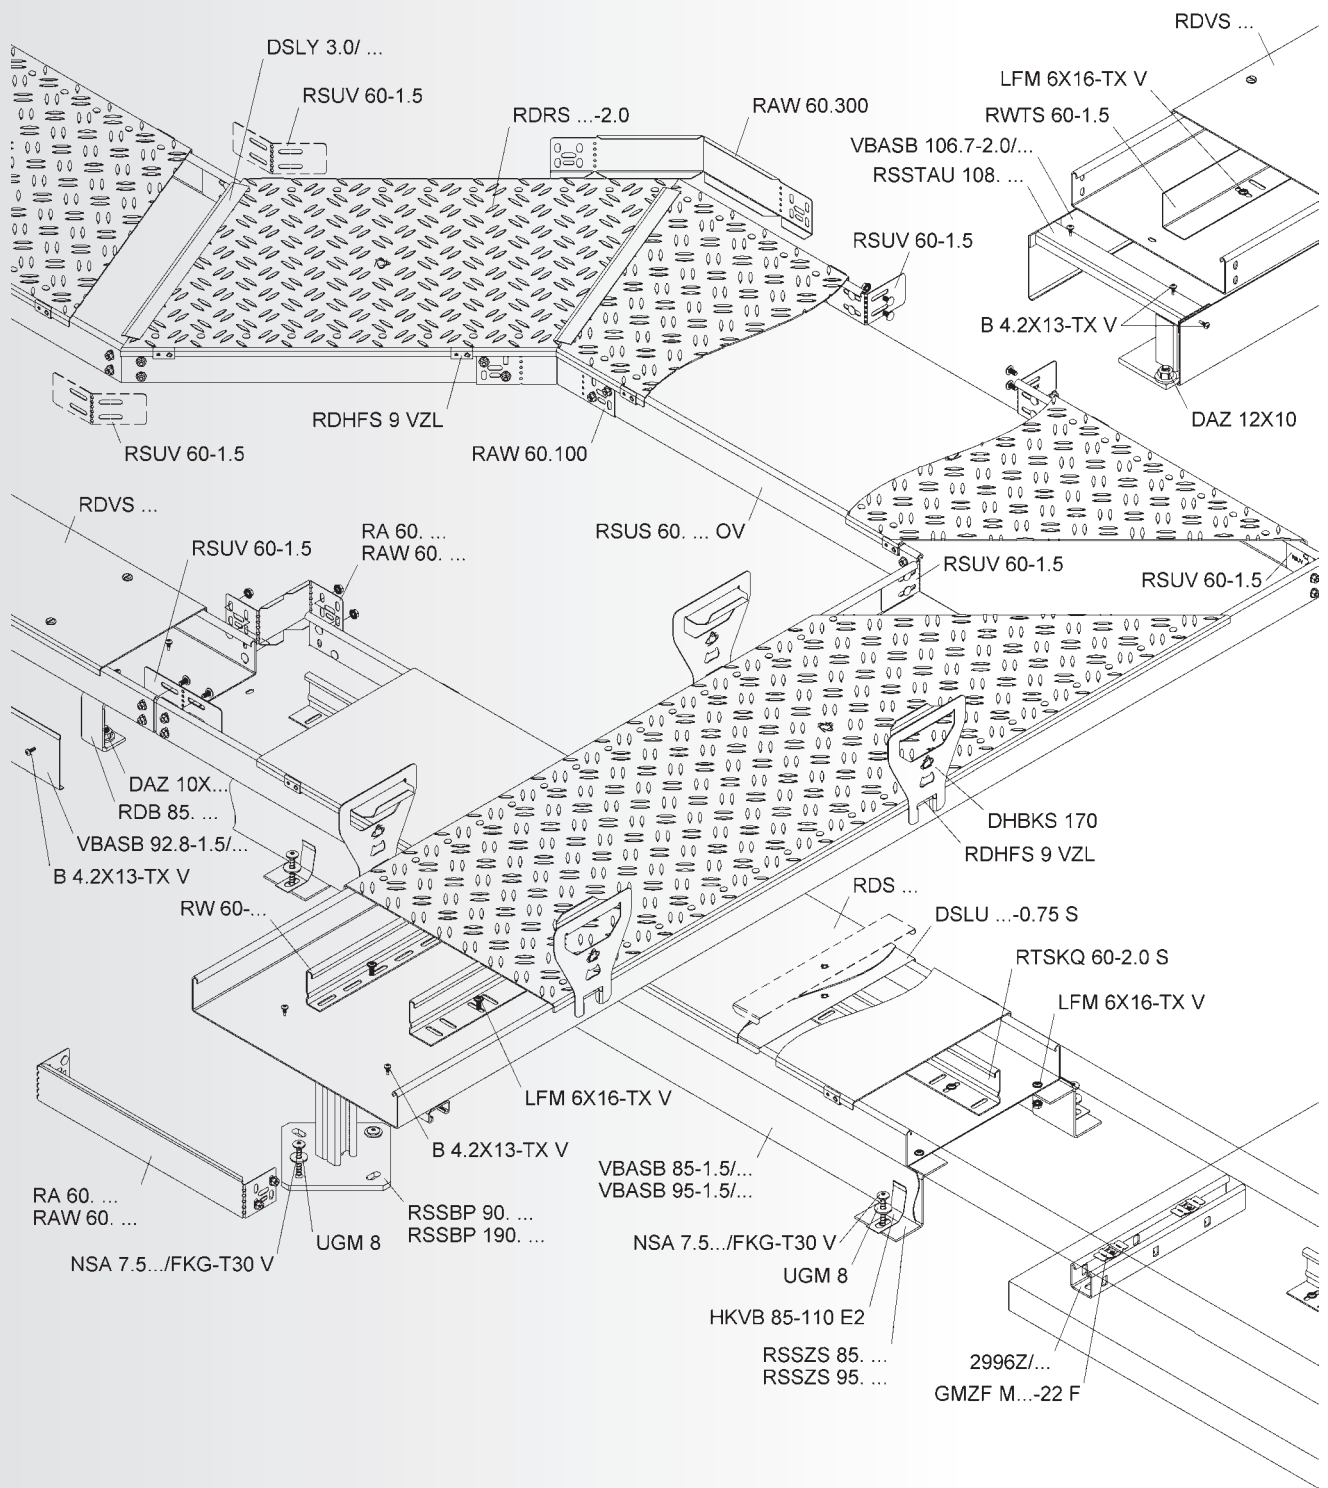 RDVS ...
DSLY 3.0/ ...
RSUV 60-1.5
RDRS ...-2.0
RAW 60.300
LFM 6X16-TX V
RWTS 60-1.5
VBASB 106.7-2.0/...
RSSTAU 108. ...
RSUV 60-1.5
B 4.2X13-TX V
DAZ 12X10
RDHFS 9 VZL
RAW 60.100
RSUV 60-1.5
RDVS ...
RSUV 60-1.5
RA 60. ...
RAW 60. ...
RSUS 60. ... OV
RSUV 60-1.5
RSUV 60-1.5
DAZ 10X...
RDB 85. ...
VBASB 92.8-1.5/...
B 4.2X13-TX V
DHBKS 170
RDHFS 9 VZL
RW 60-...
RDS ...
DSLU ...-0.75 S
RTSKQ 60-2.0 S
LFM 6X16-TX V
LFM 6X16-TX V
B 4.2X13-TX V
VBASB 85-1.5/...
VBASB 95-1.5/...
RA 60. ...
RAW 60. ...
RSSBP 90. ...
RSSBP 190. ...
UGM 8
NSA 7.5.../FKG-T30 V
NSA 7.5.../FKG-T30 V
UGM 8
HKVB 85-110 E2
RSSZS 85. ...
RSSZS 95. ...
2996Z/...
GMZF M...-22 F